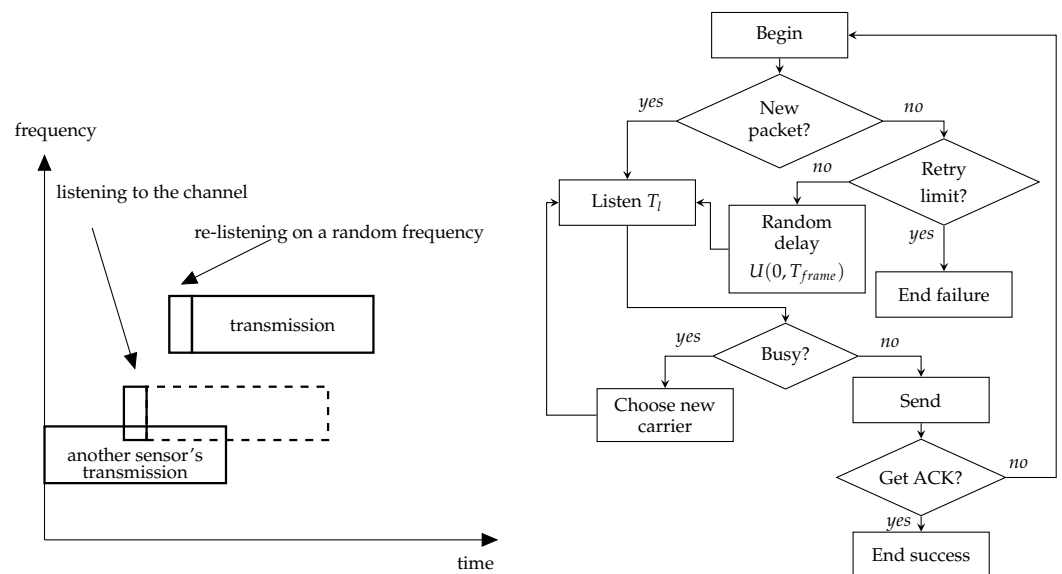 frequency
listening to the channel
re-listening on a random frequency
transmission
another sensor's
transmission
time
Begin
yes
New
packet?
no
Retry
limit?
no
yes
Listen T_l
Random
delay
U(0, T_frame)
End failure
Busy?
yes
no
Choose new
carrier
Send
Get ACK?
no
yes
End success